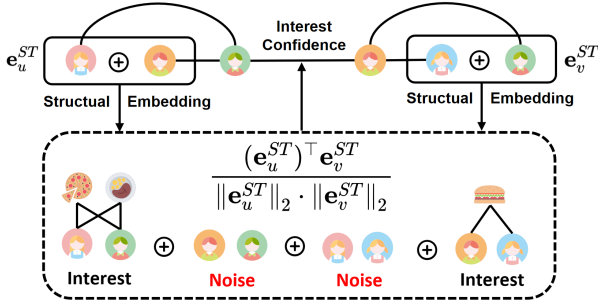 Interest
Confidence
e_u^{ST}
e_v^{ST}
Structual Embedding
Structual Embedding
(e_u^{ST})^⊤ e_v^{ST}
‖e_u^{ST}‖_2 · ‖e_v^{ST}‖_2
Interest
Noise
Noise
Interest